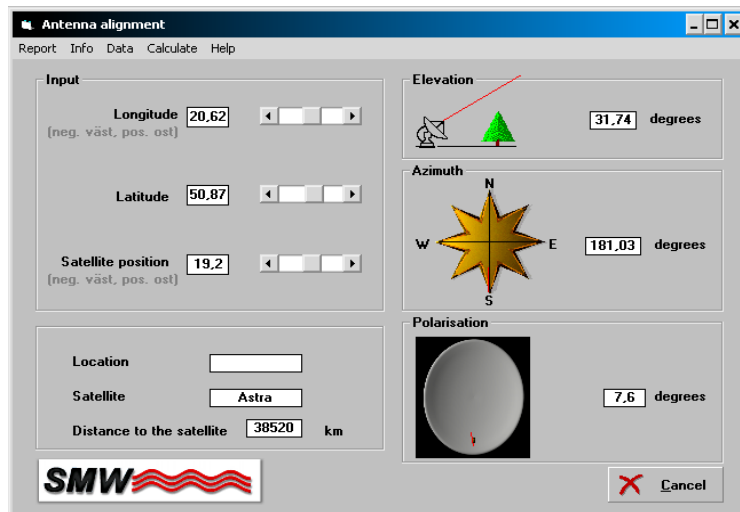 Antenna alignment
Report Info Data Calculate Help
Input
Longitude 20,62
(neg. väst, pos. ost)
Latitude 50,87
Satellite position 19,2
(neg. väst, pos. ost)
Location
Satellite Astra
Distance to the satellite 38520 km
SMW
Elevation
31,74 degrees
Azimuth
N
W E
S
181,03 degrees
Polarisation
7,6 degrees
Cancel